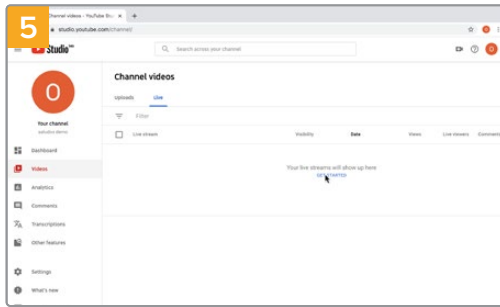 5
Channel videos - YouTube Stu
studio.youtube.com/channel/
Studio
Search across your channel
O
O
Your channel
Dashboard
Videos
Analytics
Comments
Transcriptions
Other features
Settings
What's new
Channel videos
Uploads Live
Filter
Live stream Visibility Date Views Live viewers Comments
Your live streams will show up here
GET STARTED